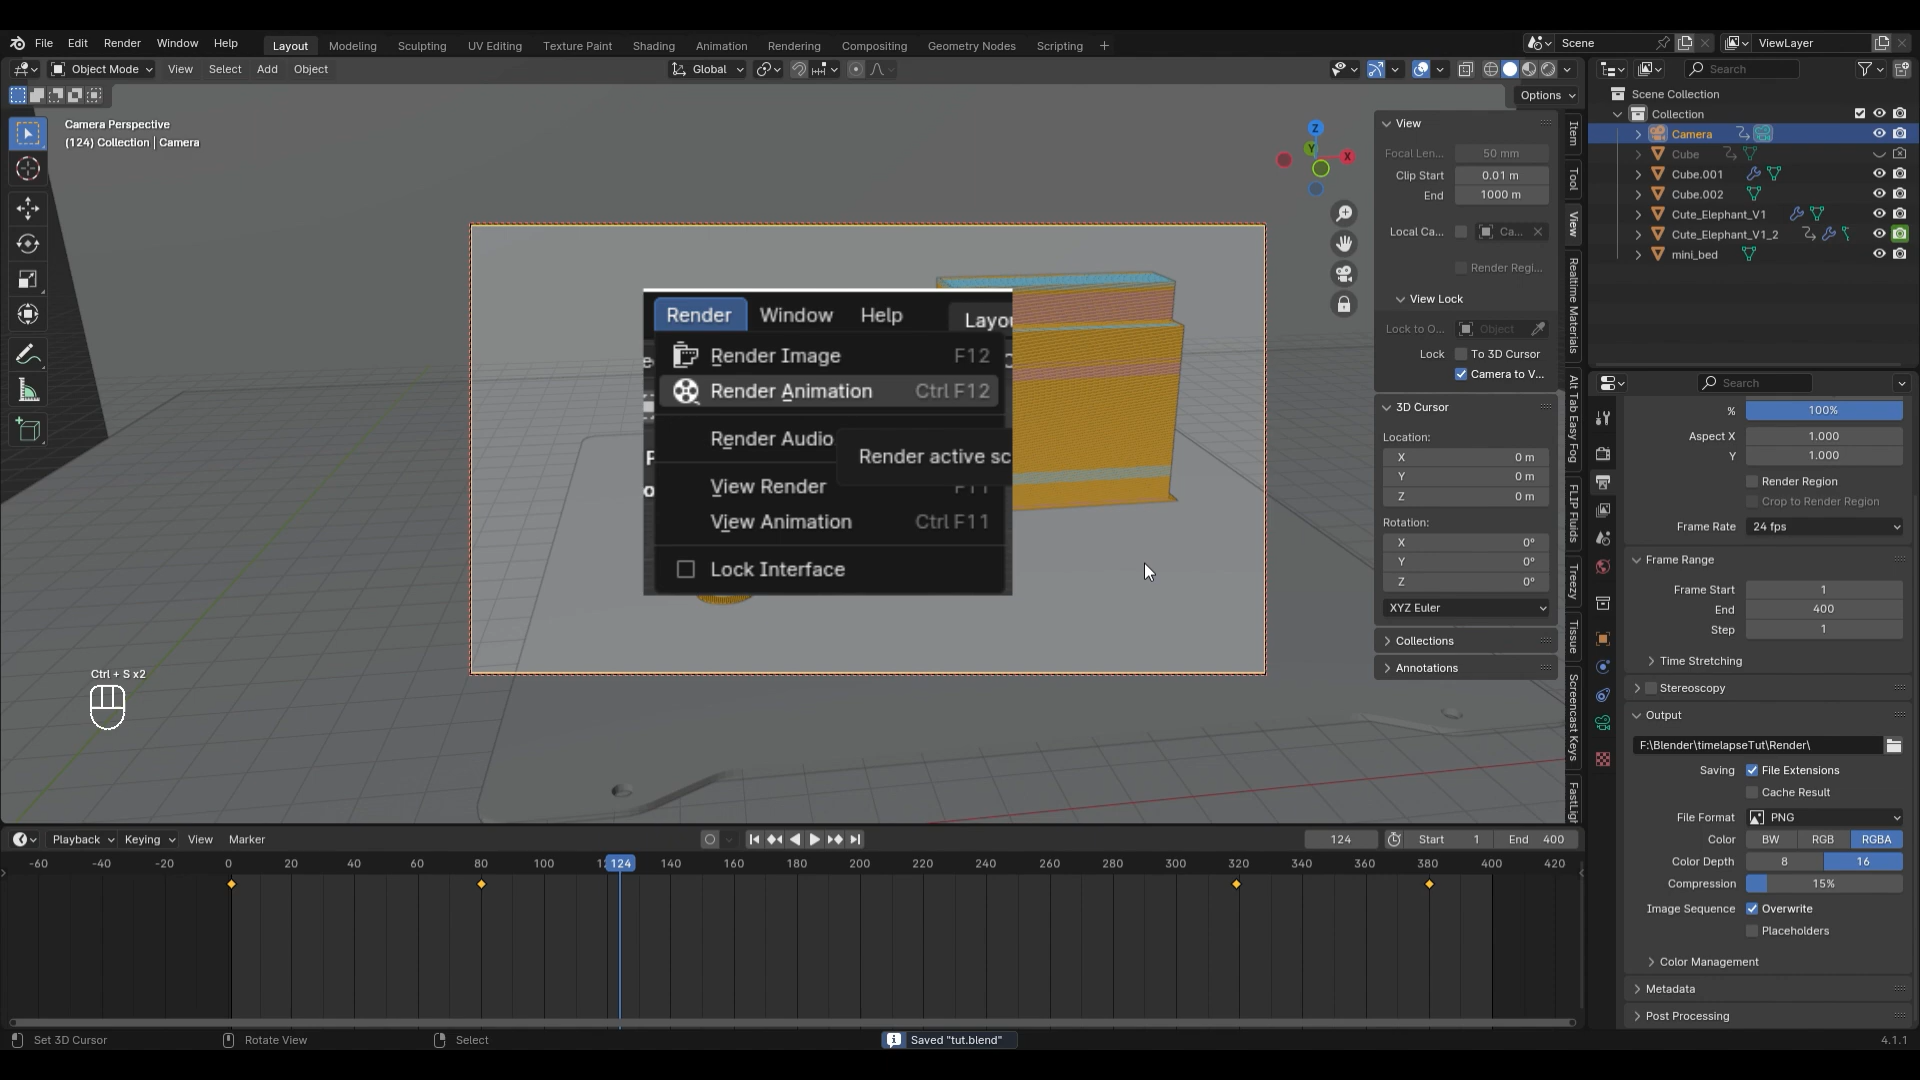 File Edit Render Window Help
Layout Modeling Sculpting UV Editing Texture Paint Shading Animation Rendering Compositing Geometry Nodes Scripting +
Scene
ViewLayer
Object Mode View Select Add Object
Global
Search
Options
Camera Perspective
(124) Collection | Camera
Scene Collection
Collection
Camera
Cube
Cube.001
Cube.002
Cute_Elephant_V1
Cute_Elephant_V1_2
mini_bed
Z
Y
X
View
Focal Len... 50 mm
Clip Start 0.01 m
End 1000 m
Local Ca... Ca...
Render Regi...
View Lock
Lock to O... Object
Lock To 3D Cursor
Camera to V...
3D Cursor
Location:
X 0 m
Y 0 m
Z 0 m
Rotation:
X 0°
Y 0°
Z 0°
XYZ Euler
Collections
Annotations
Item
Tool
View
Realtime Materials
Alt Tab Easy Fog
FLIP Fluids
Treezy
Tissue
Screencast Keys
FastLigh
Render Window Help Layou
Render Image F12
Render Animation Ctrl F12
Render Audio
Render active sc
View Render F11
View Animation Ctrl F11
Lock Interface
Search
% 100%
Aspect X 1.000
Y 1.000
Render Region
Crop to Render Region
Frame Rate 24 fps
Frame Range
Frame Start 1
End 400
Step 1
Time Stretching
Stereoscopy
Output
F:\Blender\timelapseTut\Render\
Saving File Extensions
Cache Result
File Format PNG
Color BW RGB RGBA
Color Depth 8 16
Compression 15%
Image Sequence Overwrite
Placeholders
Color Management
Metadata
Post Processing
Ctrl + S x2
Playback Keying View Marker
124 Start 1 End 400
-60 -40 -20 0 20 40 60 80 100 124 140 160 180 200 220 240 260 280 300 320 340 360 380 400 420
Set 3D Cursor Rotate View Select Saved "tut.blend" 4.1.1